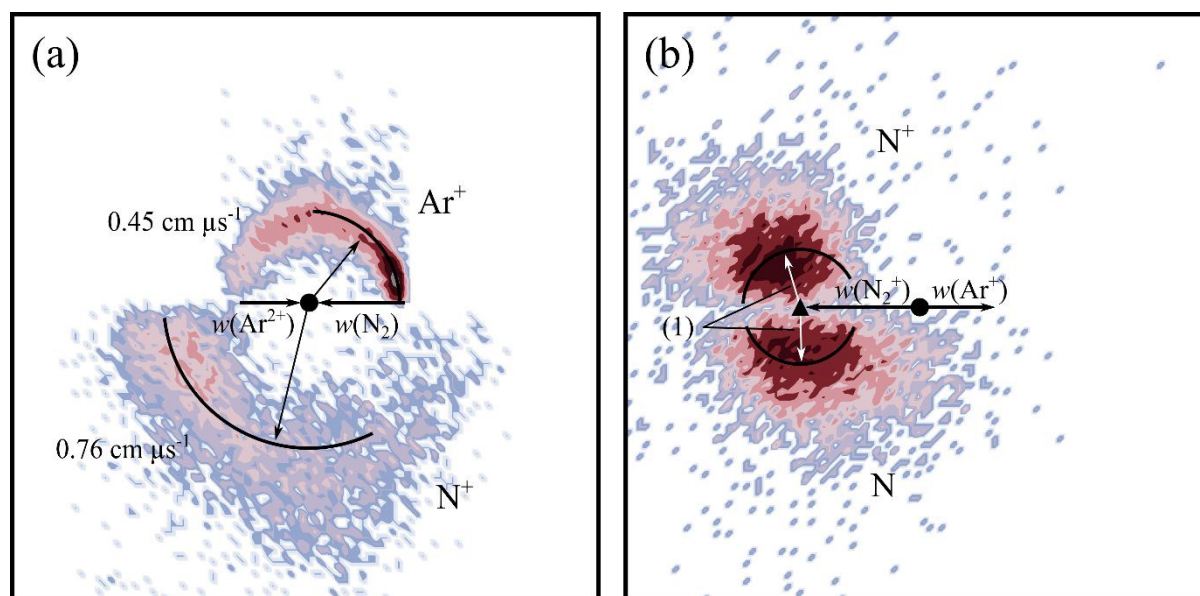 (a)
Ar⁺
0.45 cm μs⁻¹
w(Ar²⁺)
w(N₂)
0.76 cm μs⁻¹
N⁺
(b)
N⁺
w(N₂⁺)
w(Ar⁺)
(1)
N